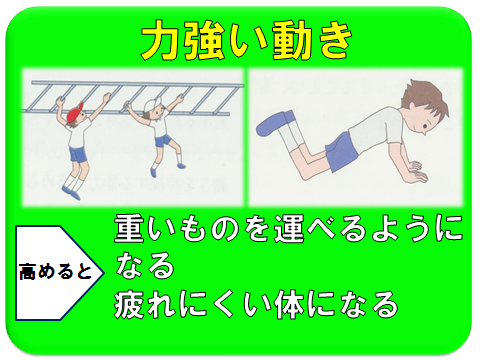 力強い動き
高めると
重いものを運べるように
なる
疲れにくい体になる